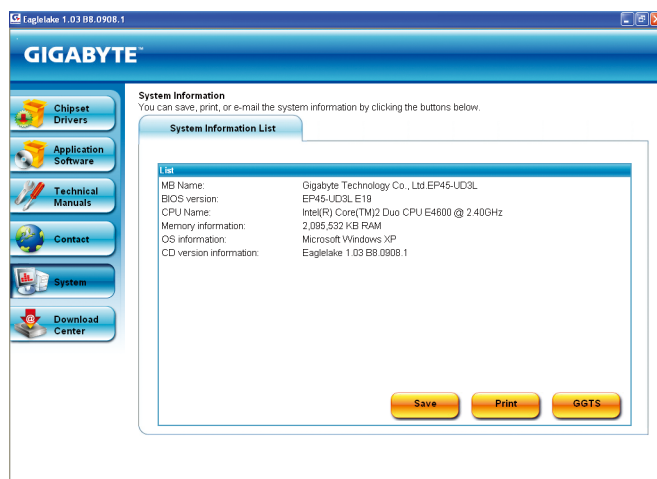 Eaglelake 1.03 B8.0908.1
GIGABYTE™
Chipset
Drivers
Application
Software
Technical
Manuals
Contact
System
Download
Center
System Information
You can save, print, or e-mail the system information by clicking the buttons below.
System Information List
List
MB Name: Gigabyte Technology Co., Ltd.EP45-UD3L
BIOS version: EP45-UD3L E19
CPU Name: Intel(R) Core(TM)2 Duo CPU E4600 @ 2.40GHz
Memory information: 2,095,532 KB RAM
OS information: Microsoft Windows XP
CD version information: Eaglelake 1.03 B8.0908.1
Save Print GGTS